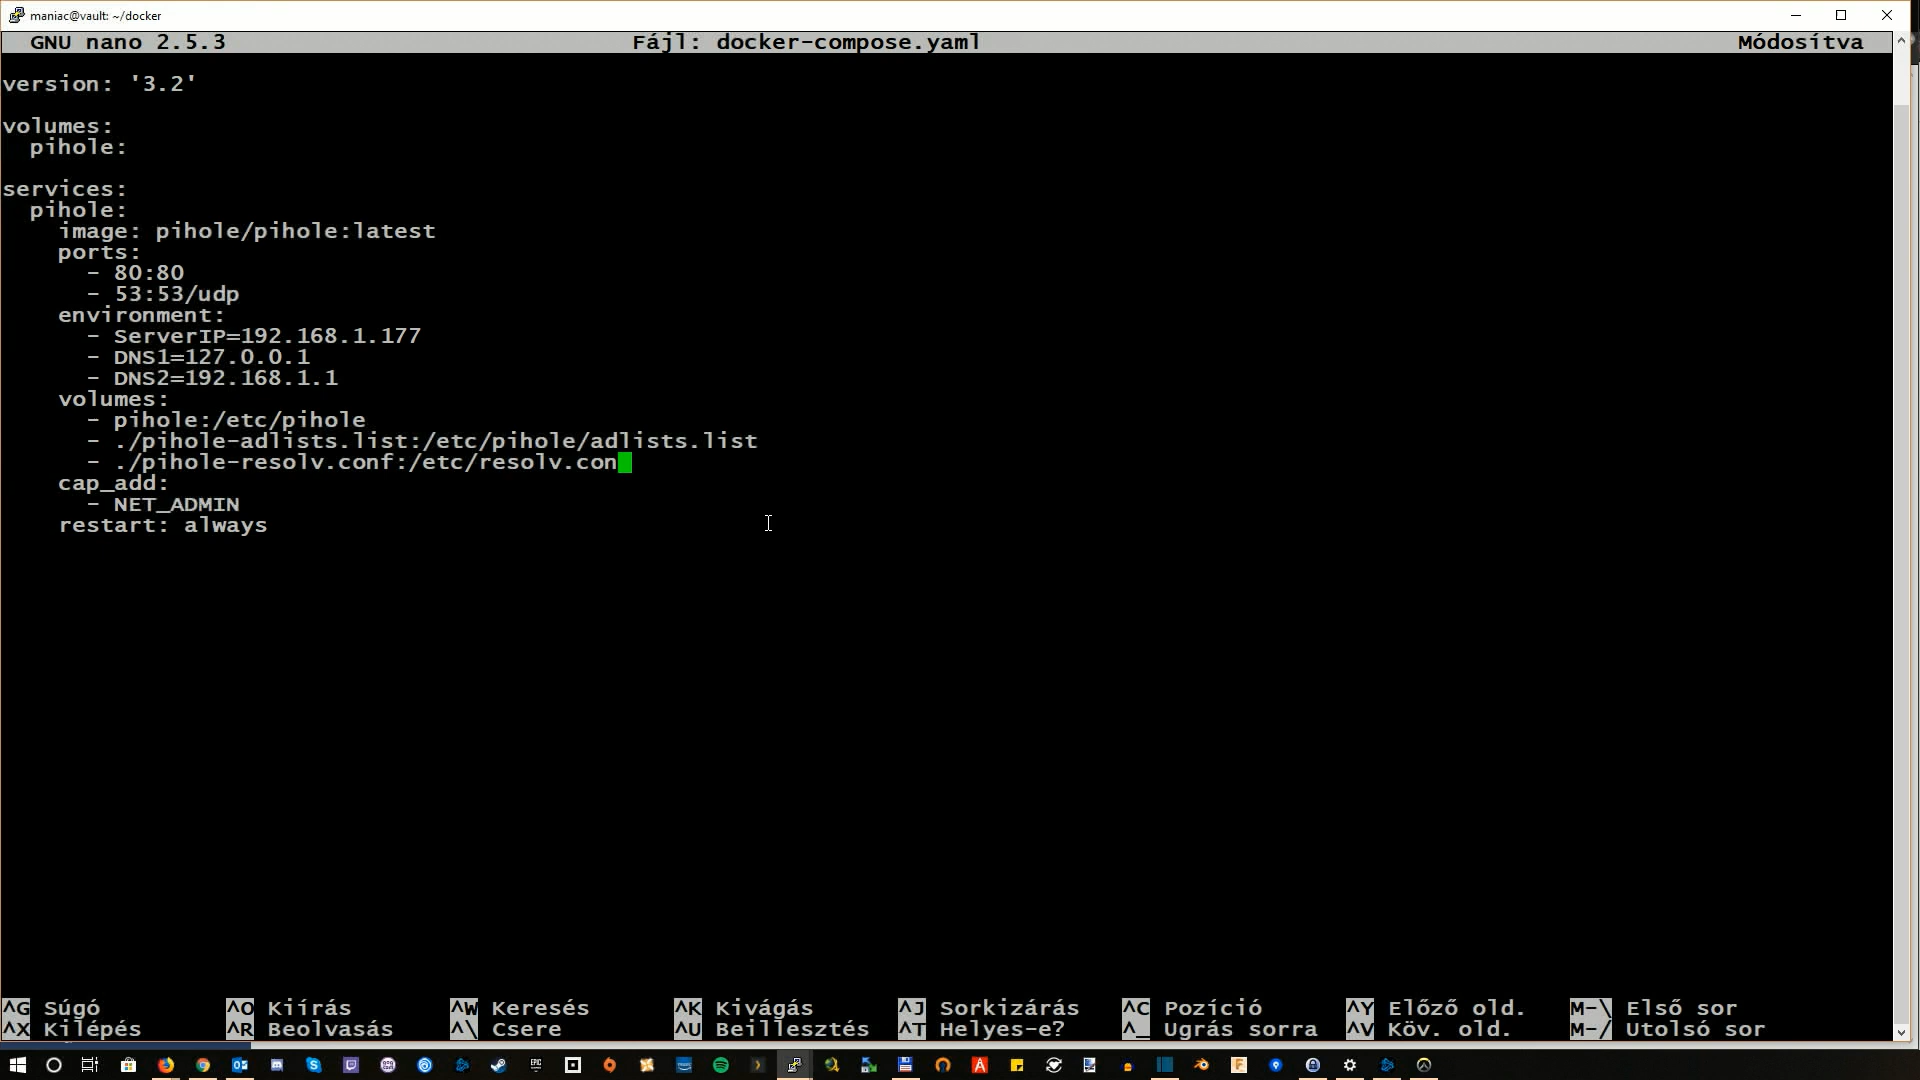 maniac@vault: ~/docker
GNU nano 2.5.3 Fájl: docker-compose.yaml Módosítva
version: '3.2'
volumes:
  pihole:
services:
  pihole:
    image: pihole/pihole:latest
    ports:
      - 80:80
      - 53:53/udp
    environment:
      - ServerIP=192.168.1.177
      - DNS1=127.0.0.1
      - DNS2=192.168.1.1
    volumes:
      - pihole:/etc/pihole
      - ./pihole-adlists.list:/etc/pihole/adlists.list
      - ./pihole-resolv.conf:/etc/resolv.con
    cap_add:
      - NET_ADMIN
    restart: always
^G Súgó ^O Kiírás ^W Keresés ^K Kivágás ^J Sorkizárás ^C Pozíció ^Y Előző old. M-\ Első sor
^X Kilépés ^R Beolvasás ^\ Csere ^U Beillesztés ^T Helyes-e? ^_ Ugrás sorra ^V Köv. old. M-/ Utolsó sor